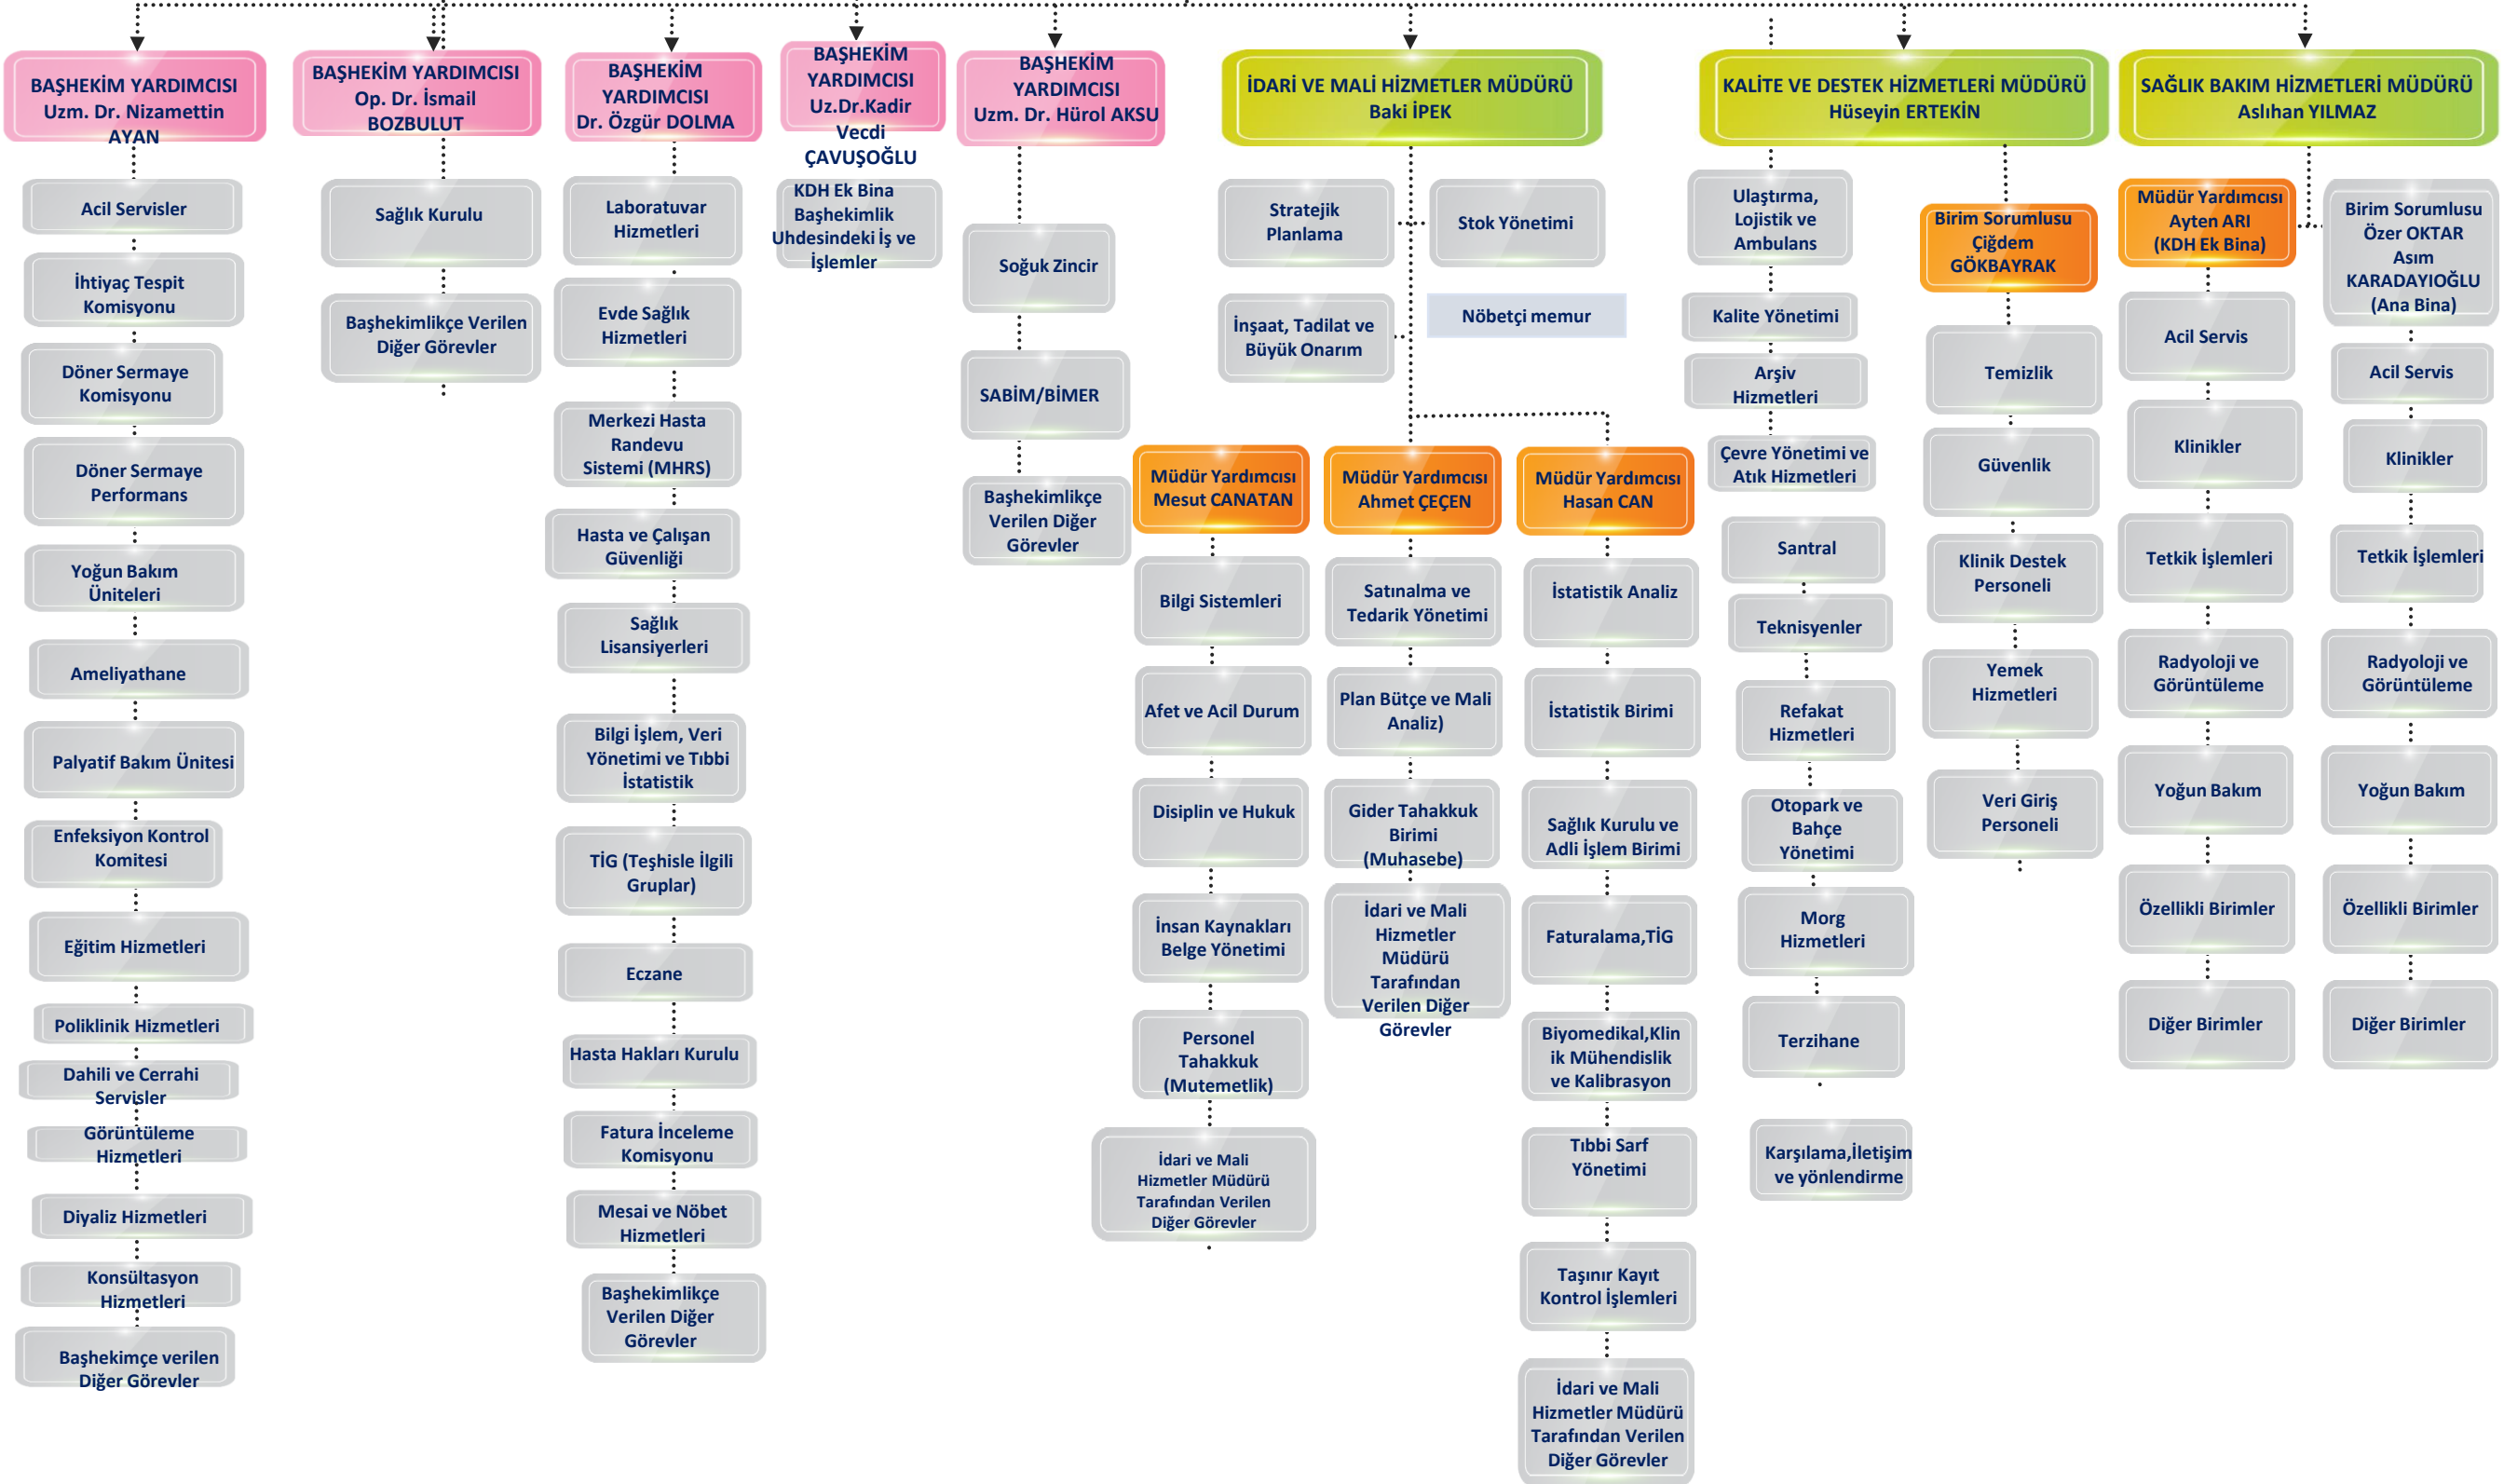 BAŞHEKİM YARDIMCISI
Uzm. Dr. Nizamettin
AYAN
Acil Servisler
İhtiyaç Tespit
Komisyonu
Döner Sermaye
Komisyonu
Döner Sermaye
Performans
Yoğun Bakım
Üniteleri
Ameliyathane
Palyatif Bakım Ünitesi
Enfeksiyon Kontrol
Komitesi
Eğitim Hizmetleri
Poliklinik Hizmetleri
Dahili ve Cerrahi
Servisler
Görüntüleme
Hizmetleri
Diyaliz Hizmetleri
Konsültasyon
Hizmetleri
Başhekimçe verilen
Diğer Görevler
BAŞHEKİM YARDIMCISI
Op. Dr. İsmail
BOZBULUT
Sağlık Kurulu
Başhekimlikçe Verilen
Diğer Görevler
BAŞHEKİM
YARDIMCISI
Dr. Özgür DOLMA
Laboratuvar
Hizmetleri
Evde Sağlık
Hizmetleri
Merkezi Hasta
Randevu
Sistemi (MHRS)
Hasta ve Çalışan
Güvenliği
Sağlık
Lisansiyerleri
Bilgi İşlem, Veri
Yönetimi ve Tıbbi
İstatistik
TİG (Teşhisle İlgili
Gruplar)
Eczane
Hasta Hakları Kurulu
Fatura İnceleme
Komisyonu
Mesai ve Nöbet
Hizmetleri
Başhekimlikçe
Verilen Diğer
Görevler
BAŞHEKİM
YARDIMCISI
Uz.Dr.Kadir
Vecdi
ÇAVUŞOĞLU
KDH Ek Bina
Başhekimlik
Uhdesindeki İş ve
İşlemler
BAŞHEKİM
YARDIMCISI
Uzm. Dr. Hürol AKSU
Soğuk Zincir
SABİM/BİMER
Başhekimlikçe
Verilen Diğer
Görevler
İDARİ VE MALİ HİZMETLER MÜDÜRÜ
Baki İPEK
Stratejik
Planlama
Stok Yönetimi
İnşaat, Tadilat ve
Büyük Onarım
Nöbetçi memur
Müdür Yardımcısı
Mesut CANATAN
Bilgi Sistemleri
Afet ve Acil Durum
Disiplin ve Hukuk
İnsan Kaynakları
Belge Yönetimi
Personel
Tahakkuk
(Mutemetlik)
İdari ve Mali
Hizmetler Müdürü
Tarafından Verilen
Diğer Görevler
Müdür Yardımcısı
Ahmet ÇEÇEN
Satınalma ve
Tedarik Yönetimi
Plan Bütçe ve Mali
Analiz)
Gider Tahakkuk
Birimi
(Muhasebe)
İdari ve Mali
Hizmetler
Müdürü
Tarafından
Verilen Diğer
Görevler
Müdür Yardımcısı
Hasan CAN
İstatistik Analiz
İstatistik Birimi
Sağlık Kurulu ve
Adli İşlem Birimi
Faturalama,TİG
Biyomedikal,Klin
ik Mühendislik
ve Kalibrasyon
Tıbbi Sarf
Yönetimi
Taşınır Kayıt
Kontrol İşlemleri
İdari ve Mali
Hizmetler Müdürü
Tarafından Verilen
Diğer Görevler
KALİTE VE DESTEK HİZMETLERİ MÜDÜRÜ
Hüseyin ERTEKİN
Ulaştırma,
Lojistik ve
Ambulans
Kalite Yönetimi
Arşiv
Hizmetleri
Çevre Yönetimi ve
Atık Hizmetleri
Santral
Teknisyenler
Refakat
Hizmetleri
Otopark ve
Bahçe
Yönetimi
Morg
Hizmetleri
Terzihane
Karşılama,İletişim
ve yönlendirme
Birim Sorumlusu
Çiğdem
GÖKBAYRAK
Temizlik
Güvenlik
Klinik Destek
Personeli
Yemek
Hizmetleri
Veri Giriş
Personeli
SAĞLIK BAKIM HİZMETLERİ MÜDÜRÜ
Aslıhan YILMAZ
Müdür Yardımcısı
Ayten ARI
(KDH Ek Bina)
Acil Servis
Klinikler
Tetkik İşlemleri
Radyoloji ve
Görüntüleme
Yoğun Bakım
Özellikli Birimler
Diğer Birimler
Birim Sorumlusu
Özer OKTAR
Asım
KARADAYIOĞLU
(Ana Bina)
Acil Servis
Klinikler
Tetkik İşlemleri
Radyoloji ve
Görüntüleme
Yoğun Bakım
Özellikli Birimler
Diğer Birimler